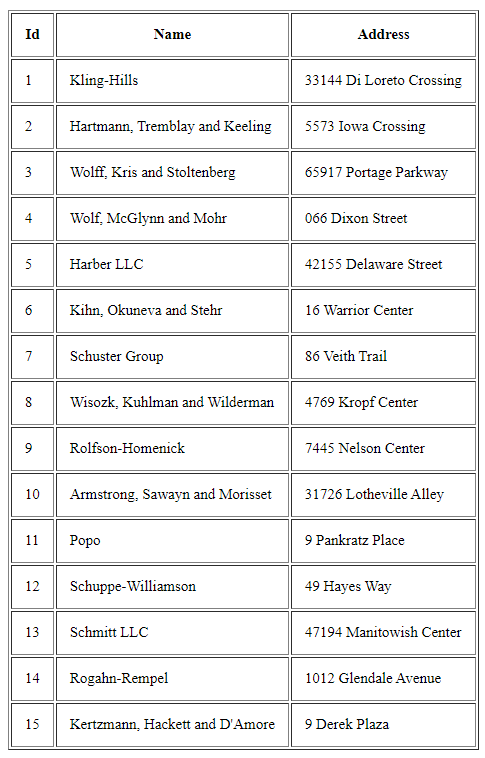 Id Name Address
1 Kling-Hills 33144 Di Loreto Crossing
2 Hartmann, Tremblay and Keeling 5573 Iowa Crossing
3 Wolff, Kris and Stoltenberg 65917 Portage Parkway
4 Wolf, McGlynn and Mohr 066 Dixon Street
5 Harber LLC 42155 Delaware Street
6 Kihn, Okuneva and Stehr 16 Warrior Center
7 Schuster Group 86 Veith Trail
8 Wisozk, Kuhlman and Wilderman 4769 Kropf Center
9 Rolfson-Homenick 7445 Nelson Center
10 Armstrong, Sawayn and Morisset 31726 Lotheville Alley
11 Popo 9 Pankratz Place
12 Schuppe-Williamson 49 Hayes Way
13 Schmitt LLC 47194 Manitowish Center
14 Rogahn-Rempel 1012 Glendale Avenue
15 Kertzmann, Hackett and D'Amore 9 Derek Plaza